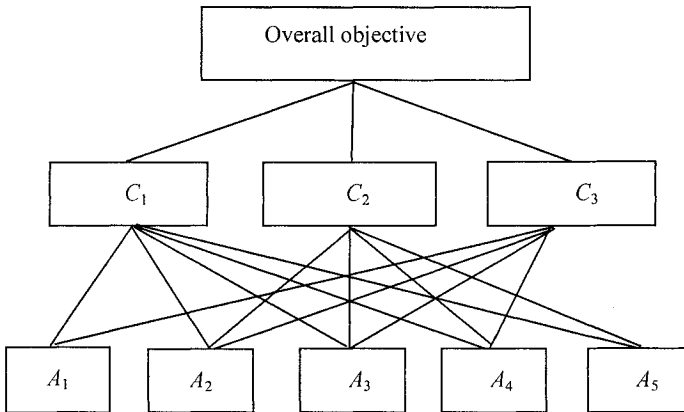 Overall objective
C₁ C₂ C₃
A₁ A₂ A₃ A₄ A₅